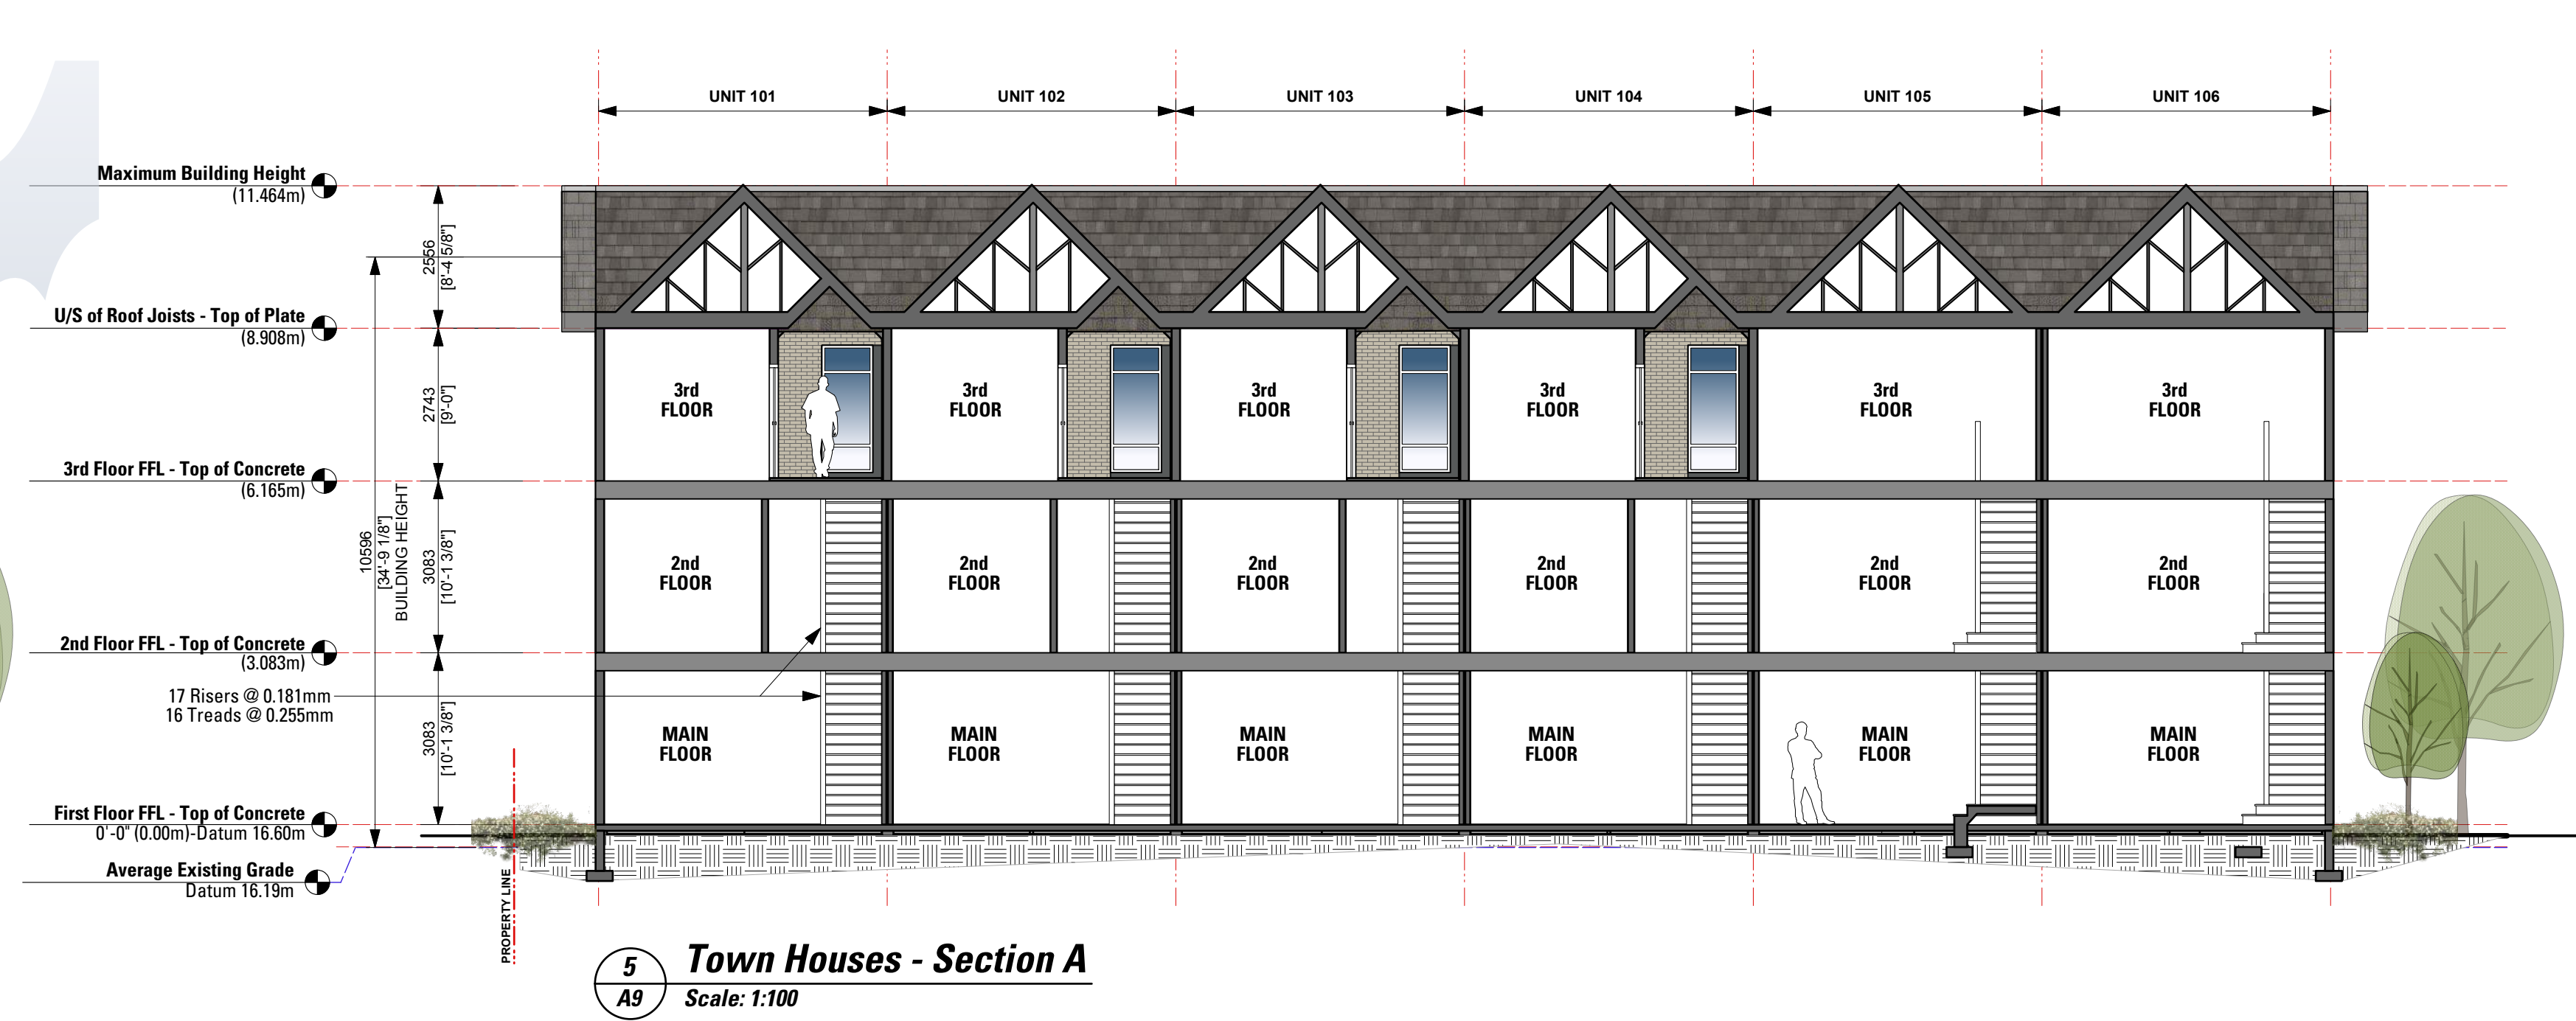 UNIT 101
UNIT 102
UNIT 103
UNIT 104
UNIT 105
UNIT 106
Maximum Building Height
(11.464m)
2556
[8'-4 5/8"]
U/S of Roof Joists - Top of Plate
(8.908m)
2743
[9'-0"]
3rd
FLOOR
3rd
FLOOR
3rd
FLOOR
3rd
FLOOR
3rd
FLOOR
3rd
FLOOR
3rd Floor FFL - Top of Concrete
(6.165m)
10596
[34'-9 1/8"]
BUILDING HEIGHT
3083
[10'-1 3/8"]
2nd
FLOOR
2nd
FLOOR
2nd
FLOOR
2nd
FLOOR
2nd
FLOOR
2nd
FLOOR
2nd Floor FFL - Top of Concrete
(3.083m)
17 Risers @ 0.181mm
16 Treads @ 0.255mm
3083
[10'-1 3/8"]
MAIN
FLOOR
MAIN
FLOOR
MAIN
FLOOR
MAIN
FLOOR
MAIN
FLOOR
MAIN
FLOOR
First Floor FFL - Top of Concrete
0'-0" (0.00m)-Datum 16.60m
Average Existing Grade
Datum 16.19m
PROPERTY LINE
5
A9
Town Houses - Section A
Scale: 1:100